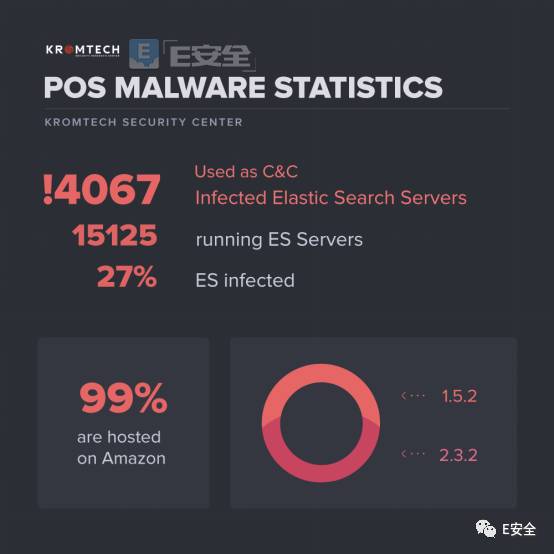 KROMTECH
E安全
POS MALWARE STATISTICS
KROMTECH SECURITY CENTER
!4067
Used as C&C
Infected Elastic Search Servers
15125 running ES Servers
27% ES infected
99%
are hosted
on Amazon
1.5.2
2.3.2
E安全